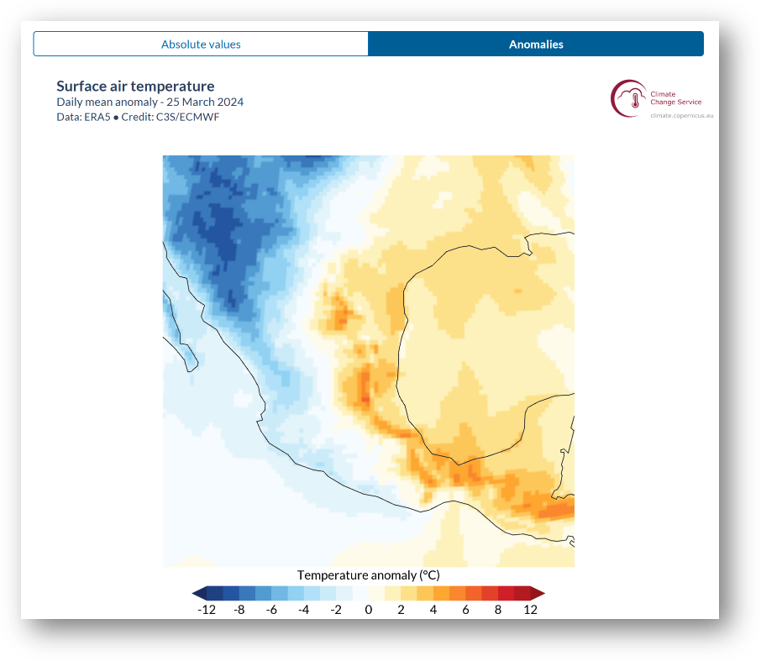 Absolute values
Anomalies
Surface air temperature
Daily mean anomaly - 25 March 2024
Data: ERA5 ● Credit: C3S/ECMWF
Climate
Change Service
climate.copernicus.eu
Temperature anomaly (°C)
-12 -8 -6 -4 -2 0 2 4 6 8 12